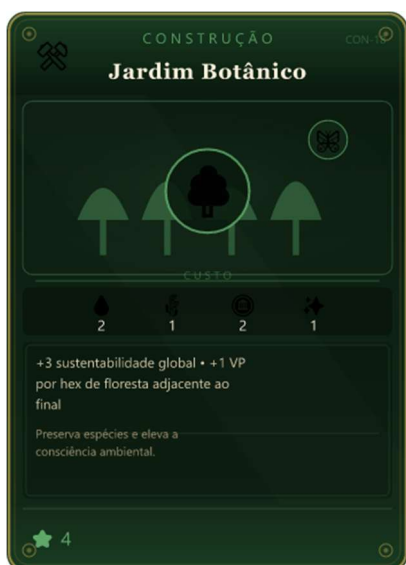 CONSTRUÇÃO
Jardim Botânico
CUSTO
2 1 2 1
+3 sustentabilidade global • +1 VP
por hex de floresta adjacente ao
final
Preserva espécies e eleva a
consciência ambiental.
4